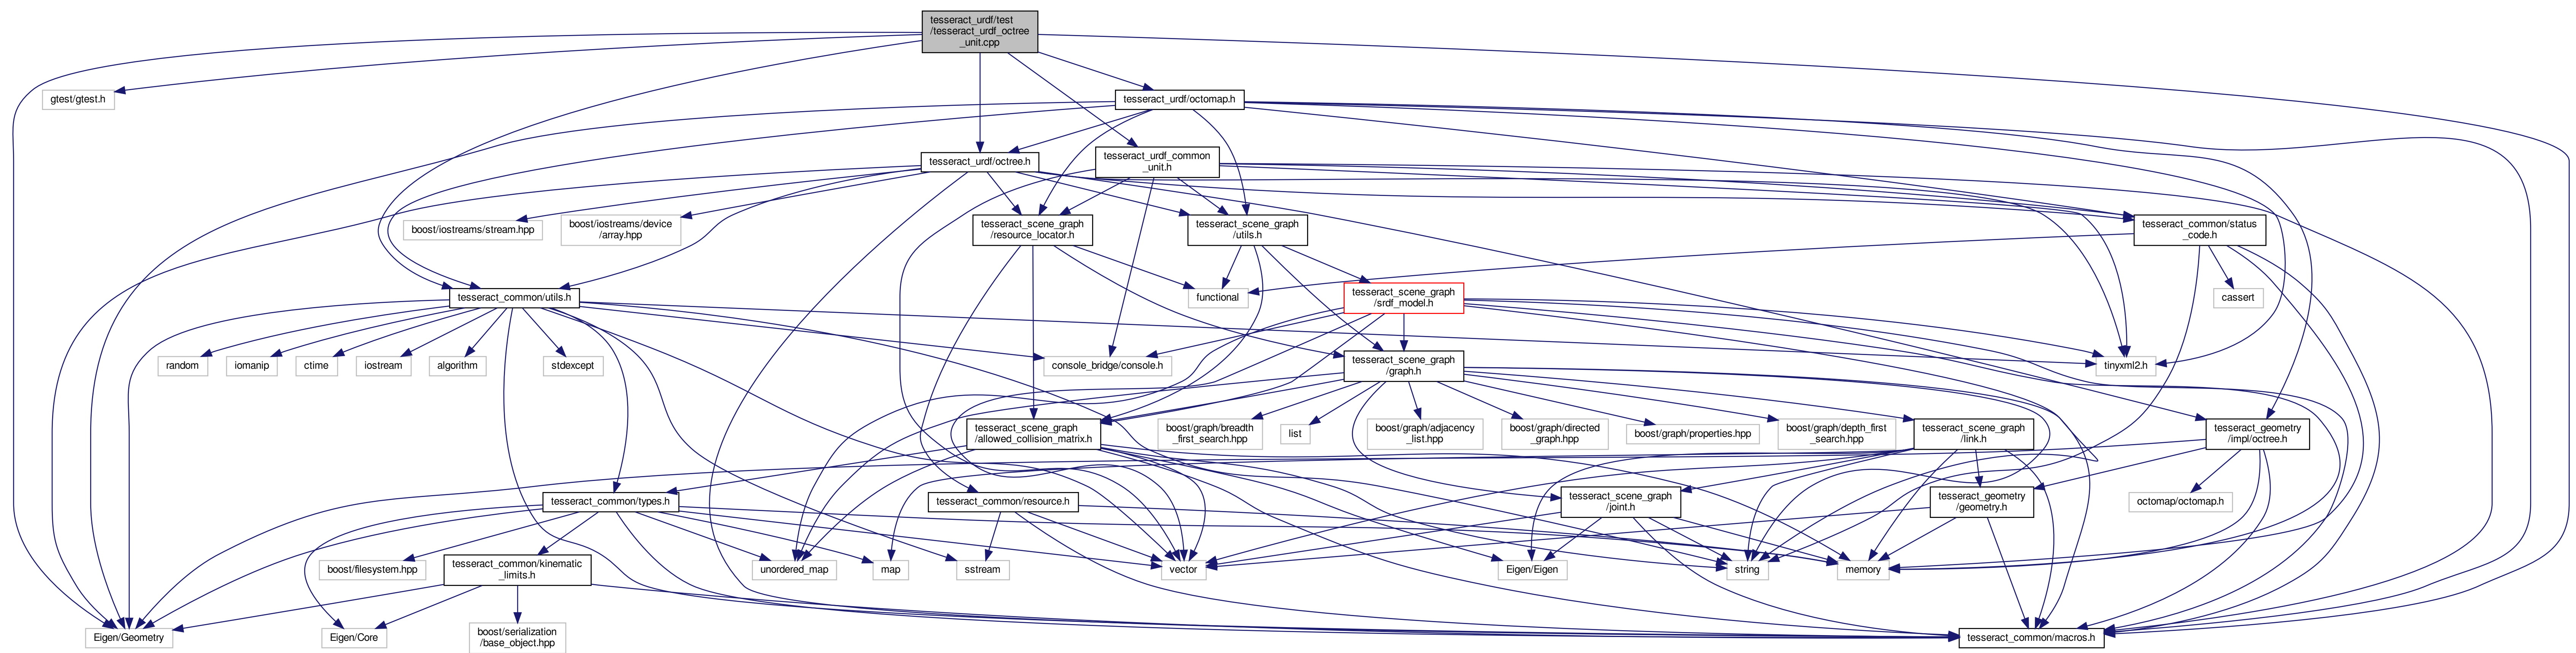 tesseract_urdf/test
/tesseract_urdf_octree
_unit.cpp
gtest/gtest.h
tesseract_urdf/octomap.h
tesseract_urdf/octree.h
tesseract_urdf_common
_unit.h
boost/iostreams/stream.hpp
boost/iostreams/device
/array.hpp
tesseract_scene_graph
/resource_locator.h
tesseract_scene_graph
/utils.h
tesseract_common/status
_code.h
tesseract_common/utils.h
functional
tesseract_scene_graph
/srdf_model.h
cassert
random
iomanip
ctime
iostream
algorithm
stdexcept
console_bridge/console.h
tesseract_scene_graph
/graph.h
tinyxml2.h
tesseract_scene_graph
/allowed_collision_matrix.h
boost/graph/breadth
_first_search.hpp
list
boost/graph/adjacency
_list.hpp
boost/graph/directed
_graph.hpp
boost/graph/properties.hpp
boost/graph/depth_first
_search.hpp
tesseract_scene_graph
/link.h
tesseract_geometry
/impl/octree.h
tesseract_common/types.h
tesseract_common/resource.h
tesseract_scene_graph
/joint.h
tesseract_geometry
/geometry.h
octomap/octomap.h
boost/filesystem.hpp
tesseract_common/kinematic
_limits.h
unordered_map
map
sstream
vector
Eigen/Eigen
string
memory
Eigen/Geometry
Eigen/Core
boost/serialization
/base_object.hpp
tesseract_common/macros.h